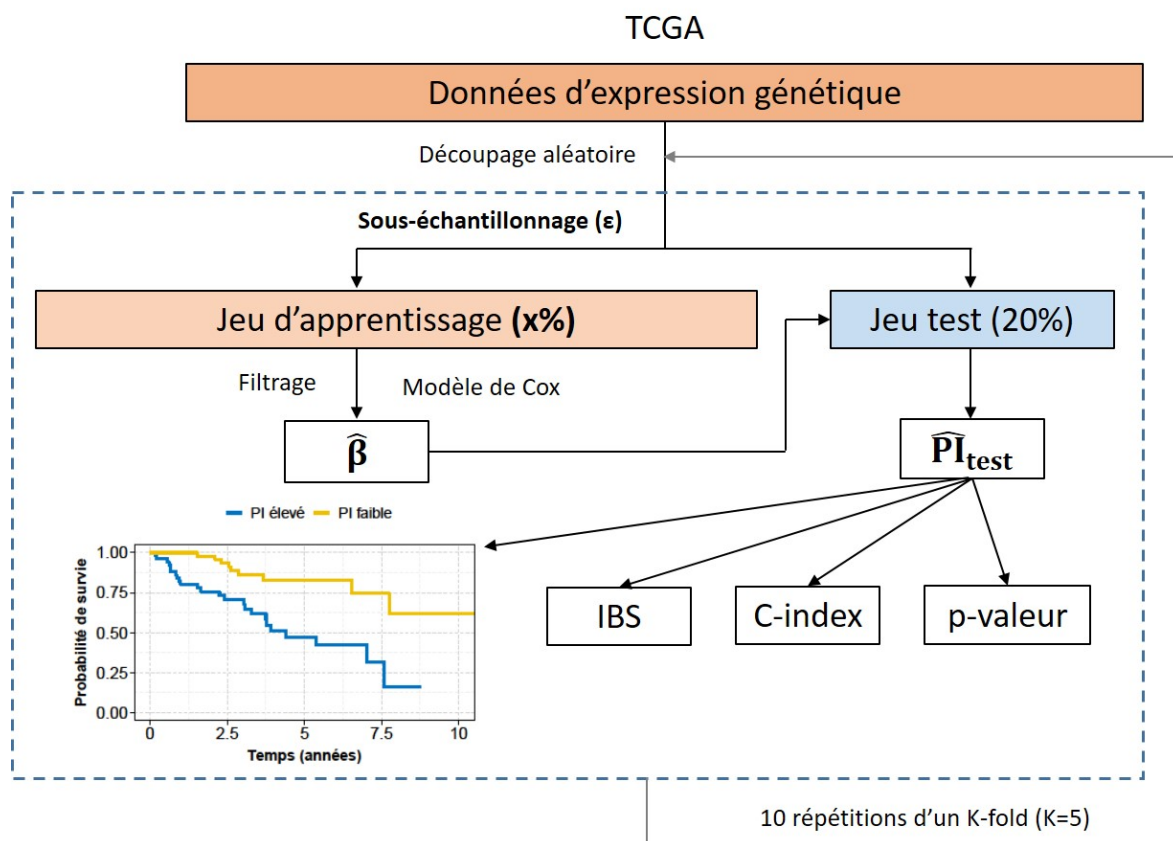 TCGA
Données d'expression génétique
Découpage aléatoire
Sous-échantillonnage (ε)
Jeu d'apprentissage (x%)
Jeu test (20%)
Filtrage
Modèle de Cox
β̂
P̂I test
PI élevé
PI faible
Probabilité de survie
1.00
0.75
0.50
0.25
0.00
0
2.5
5
7.5
10
Temps (années)
IBS
C-index
p-valeur
10 répétitions d'un K-fold (K=5)